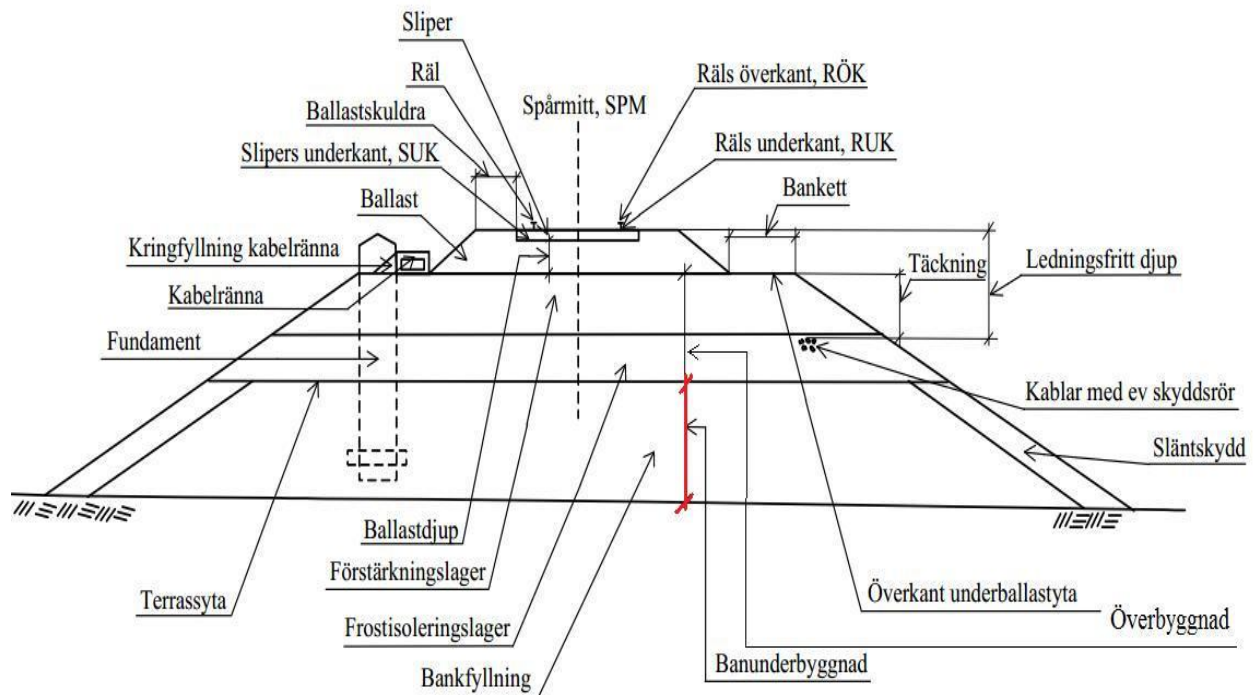 Sliper
Räl
Räls överkant, RÖK
Spårmitt, SPM
Ballastskuldra
Slipers underkant, SUK
Räls underkant, RUK
Bankett
Ballast
Kringfyllning kabelränna
Täckning
Ledningsfritt djup
Kabelränna
Fundament
Kablar med ev skyddsrör
Släntskydd
Ballastdjup
Förstärkningslager
Terrassyta
Överkant underballastyta
Överbyggnad
Frostisoleringslager
Bankfyllning
Banunderbyggnad